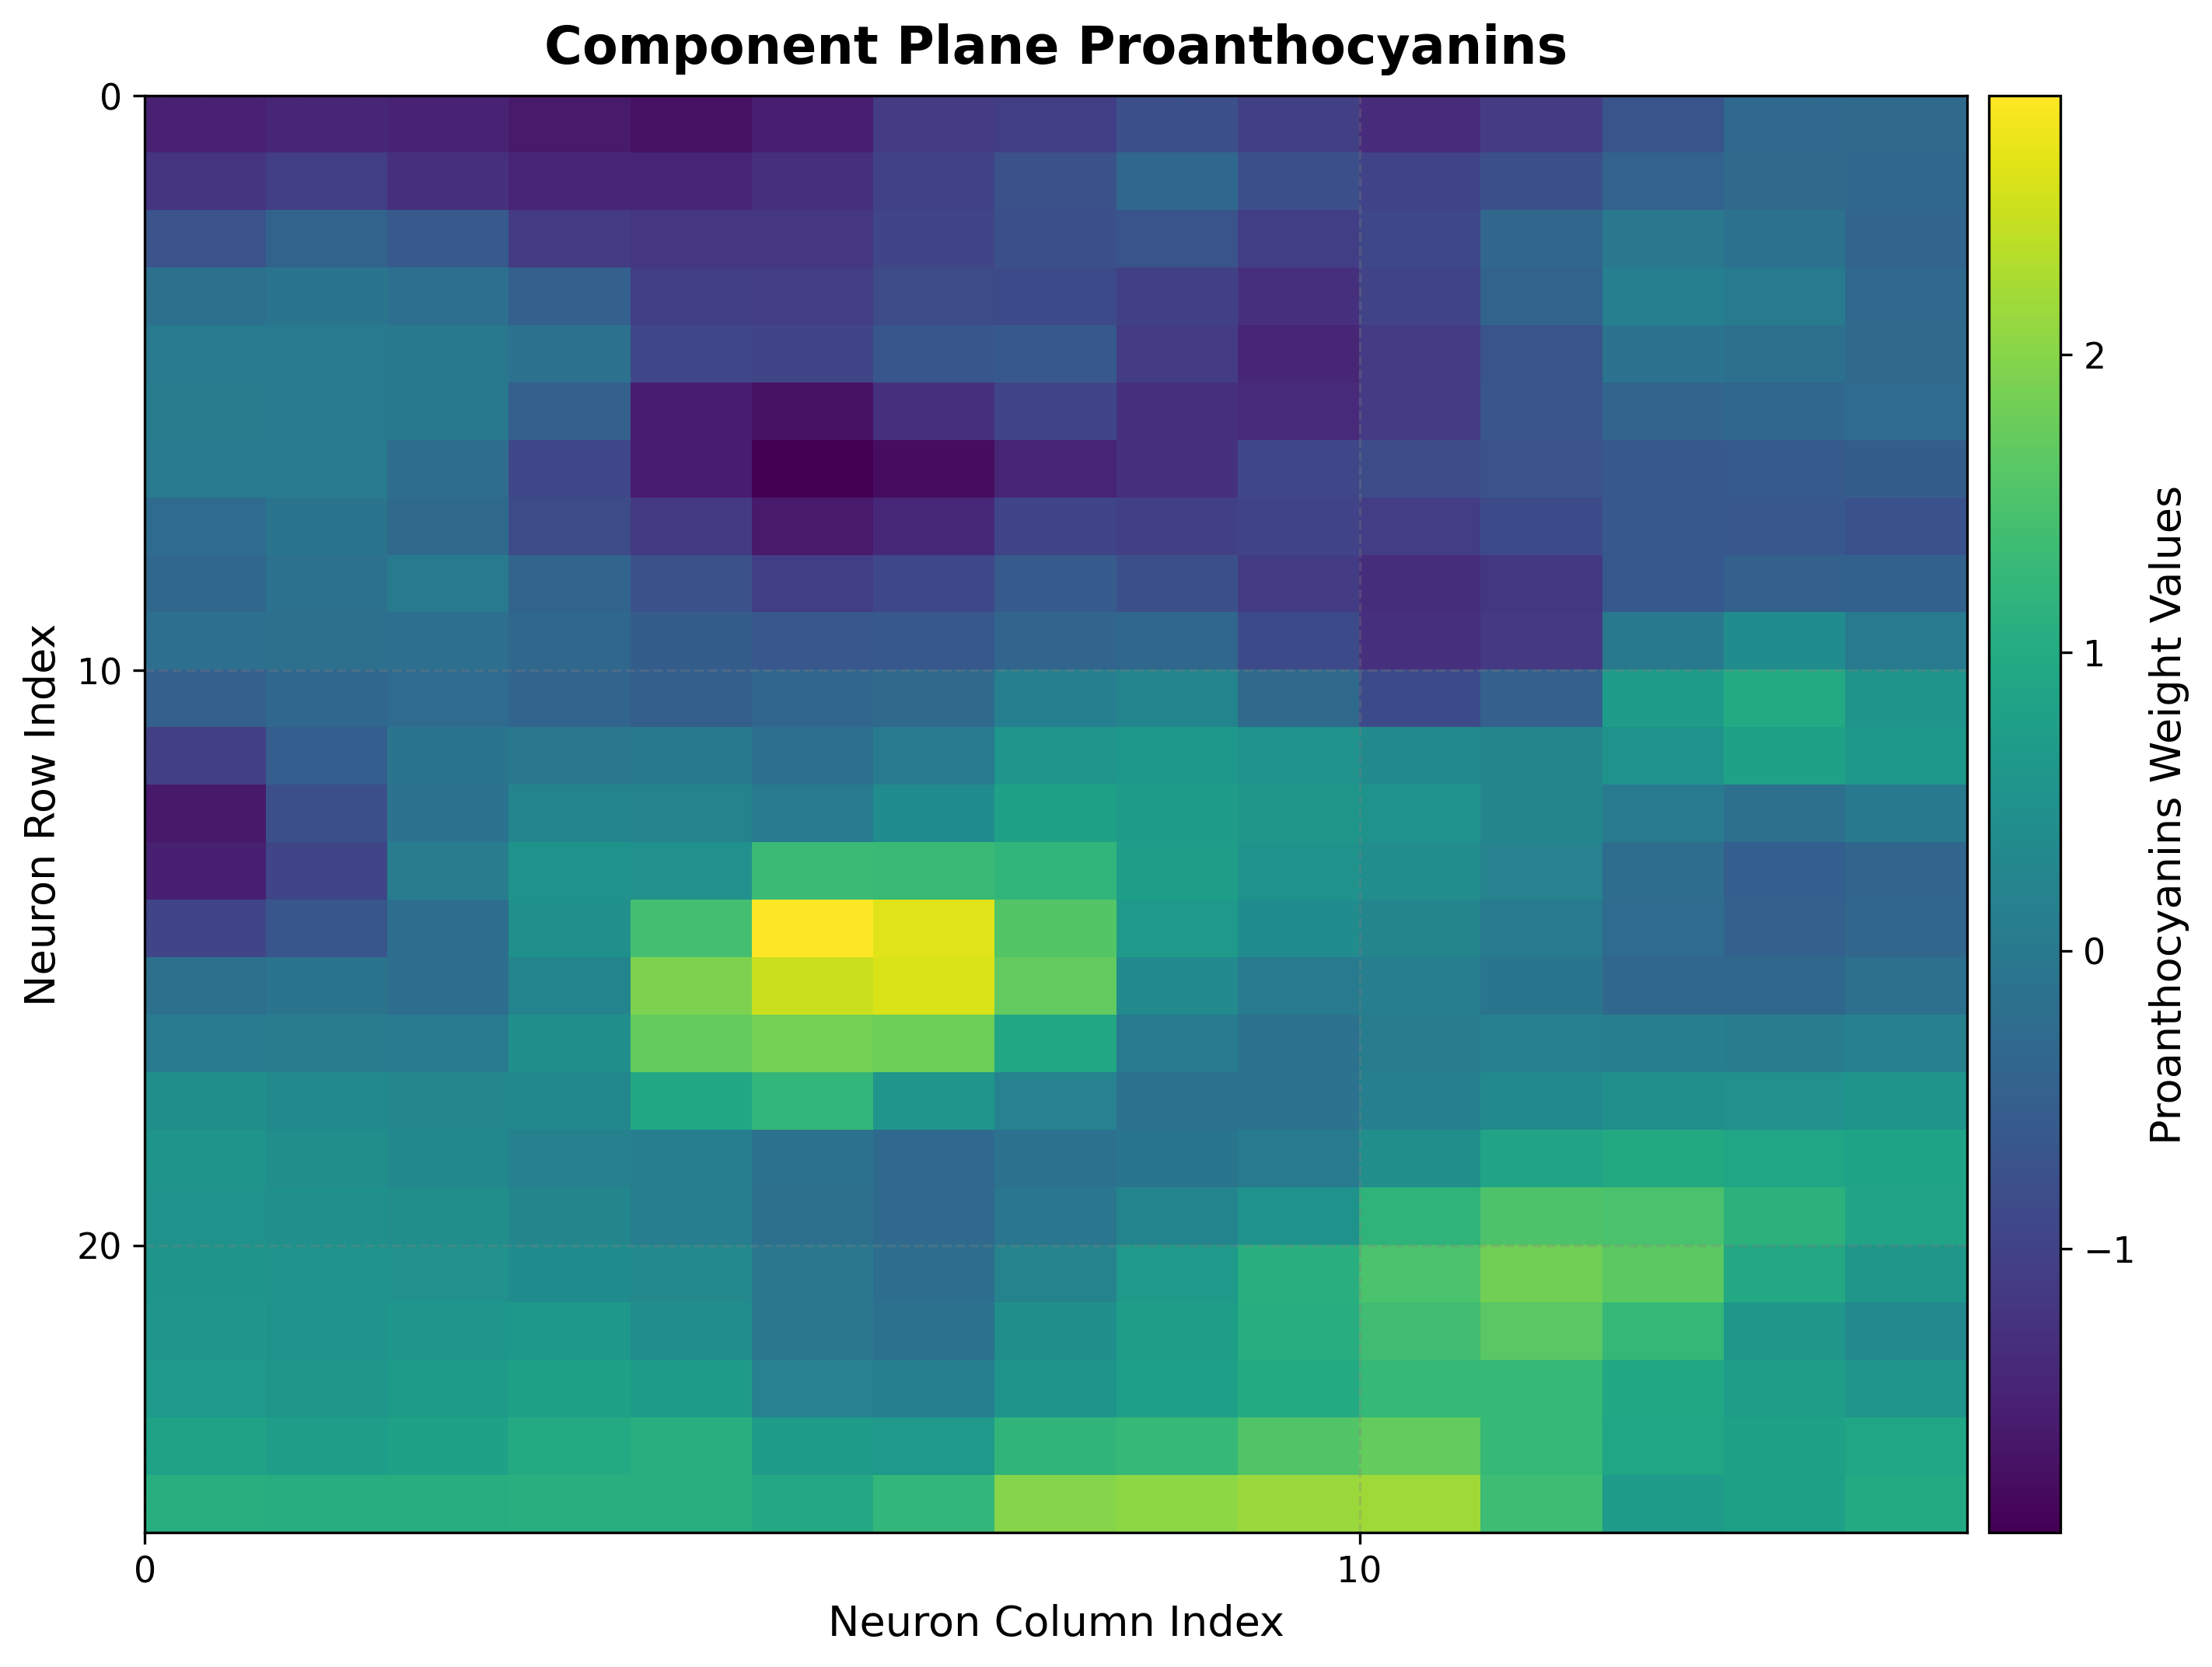 Component Plane Proanthocyanins
0
10
20
Neuron Row Index
0
10
Neuron Column Index
2
1
0
−1
Proanthocyanins Weight Values